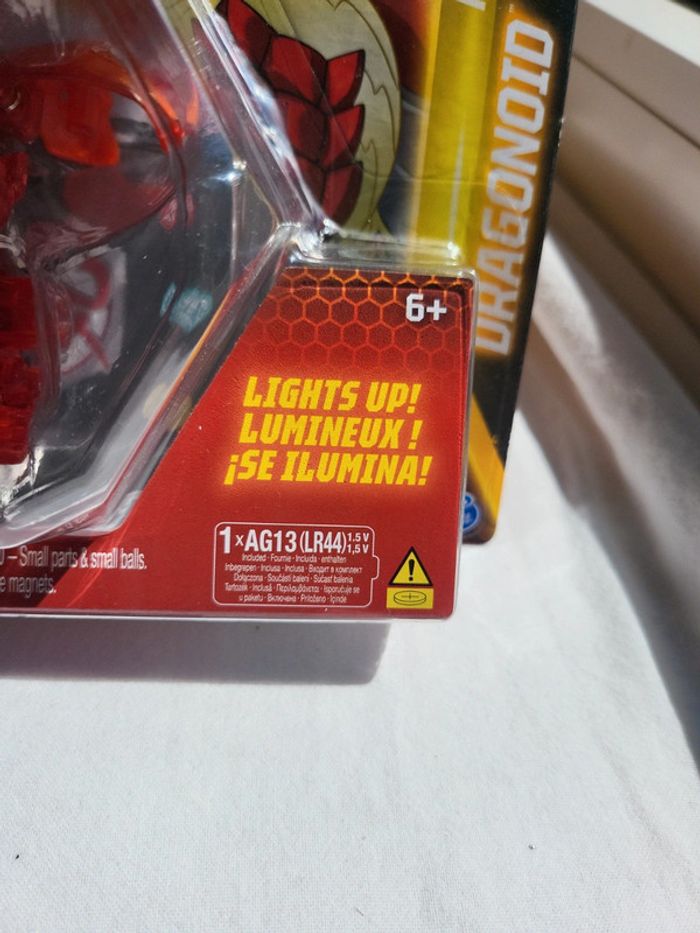 DRAGONOID
6+
LIGHTS UP!
LUMINEUX !
¡SE ILUMINA!
1 x AG13 (LR44) 1.5 V
1,5 V
Included · Fournie · Incluida · enthalten
Inbegrepen · Inclusa · Inclusa · Входит в комплект
Dołączona · Součástí balení · Súčasť balenia
Tartozék · Inclusă · Περιλαμβάνεται · Isporučuje se
u paketu · Включена · Priloženo · İçinde
– Small parts & small balls.
magnets.